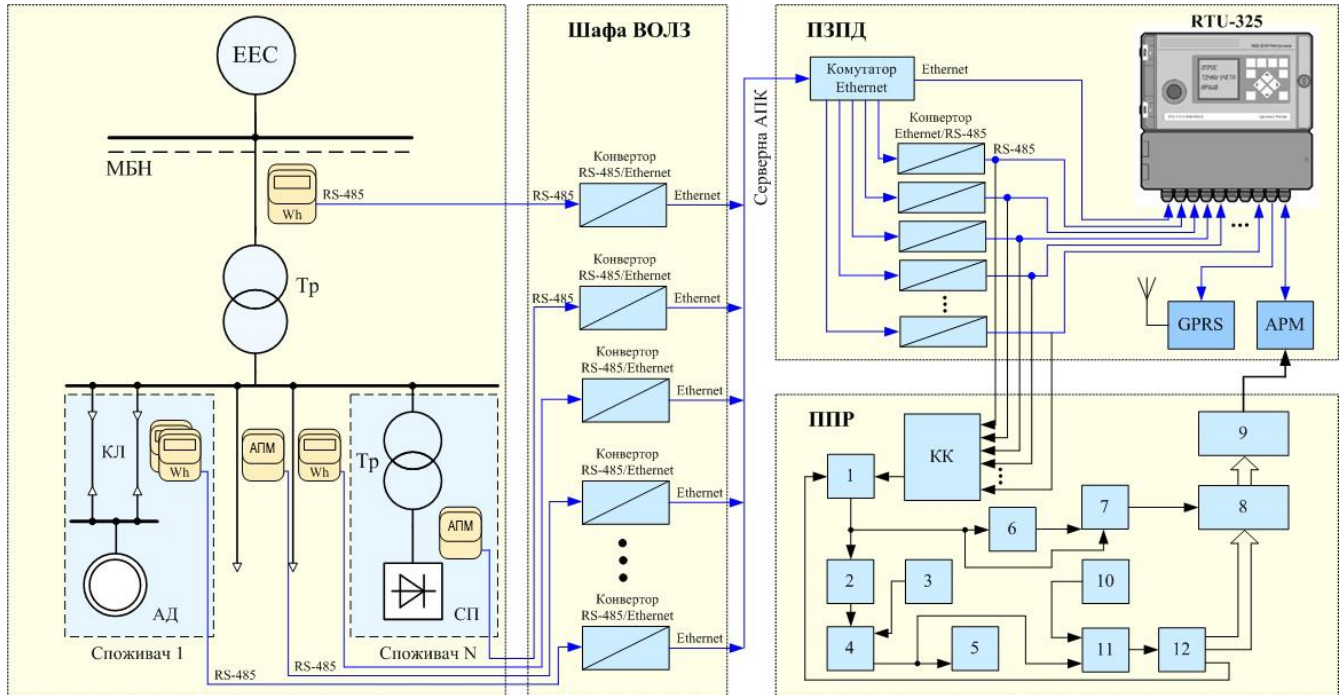 ЕЕС
МБН
Wh
RS-485
Тр
КЛ
Wh
АПМ
Wh
Тр
АПМ
АД
СП
Споживач 1
Споживач N
RS-485
RS-485
RS-485
Шафа ВОЛЗ
Конвертор
RS-485/Ethernet
RS-485
Ethernet
Конвертор
RS-485/Ethernet
RS-485
Ethernet
Конвертор
RS-485/Ethernet
Ethernet
Конвертор
RS-485/Ethernet
Ethernet
Конвертор
RS-485/Ethernet
Ethernet
Серверна АПК
ПЗПД
RTU-325
Комутатор
Ethernet
Ethernet
Конвертор
Ethernet/RS-485
RS-485
GPRS
АРМ
ППР
КК
1
2
3
4
5
6
7
8
9
10
11
12